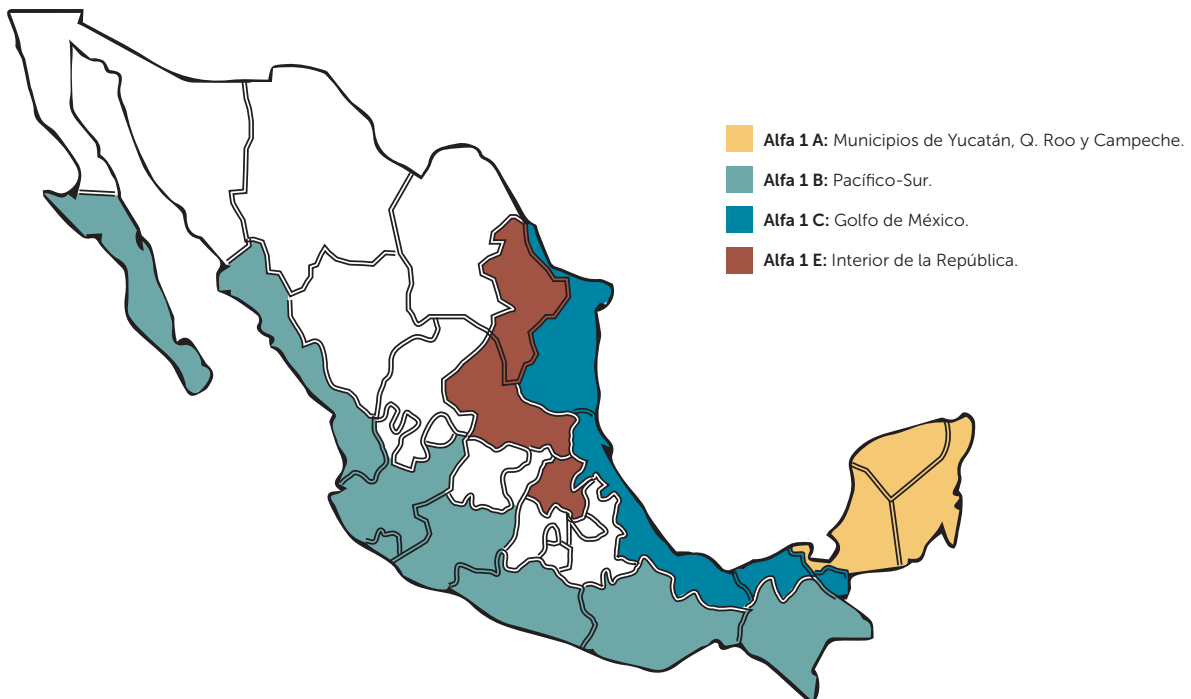 Alfa 1 A: Municipios de Yucatán, Q. Roo y Campeche.
Alfa 1 B: Pacífico-Sur.
Alfa 1 C: Golfo de México.
Alfa 1 E: Interior de la República.